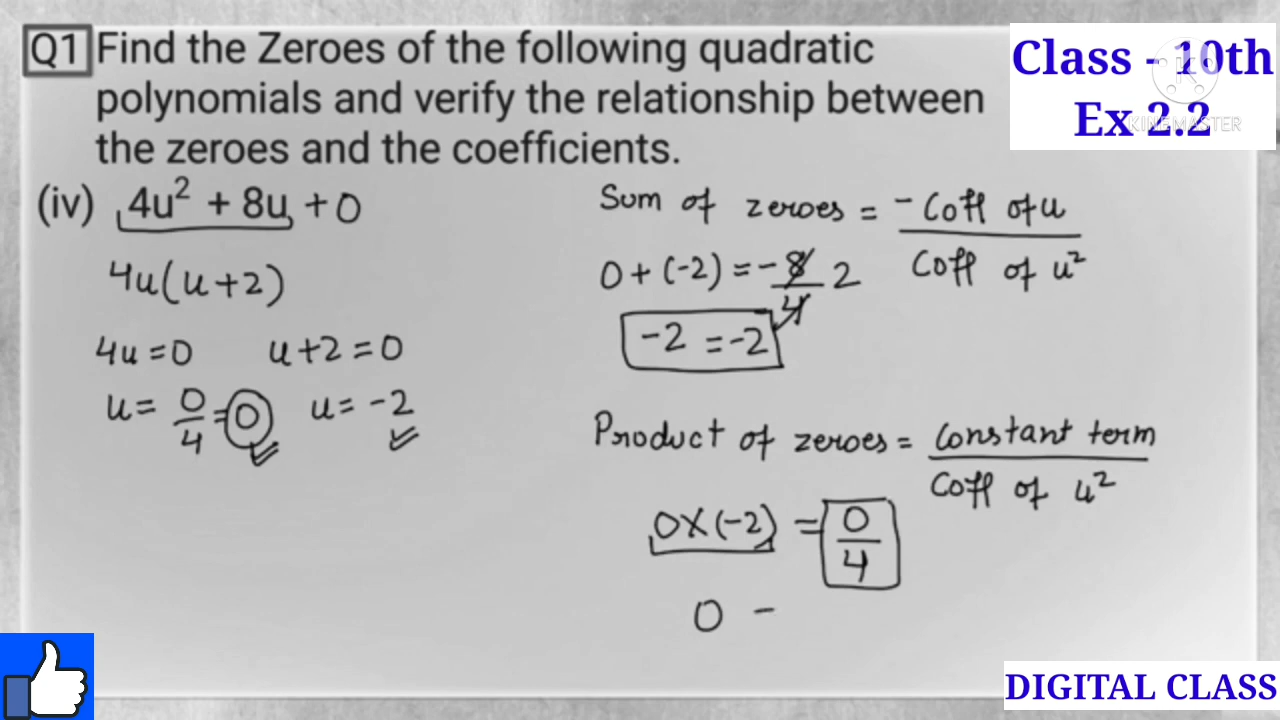 Q1 Find the Zeroes of the following quadratic
polynomials and verify the relationship between
the zeroes and the coefficients.
Class - 10th
Ex 2.2
KINEMASTER
(iv) 4u² + 8u + 0
4u(u+2)
4u = 0 u+2 = 0
u = 0/4 = 0 u = -2
Sum of zeroes = - Coff of u / Coff of u²
0 + (-2) = - 8/4 2
-2 = -2
Product of zeroes = Constant term / Coff of u²
0 × (-2) = 0/4
0 -
DIGITAL CLASS